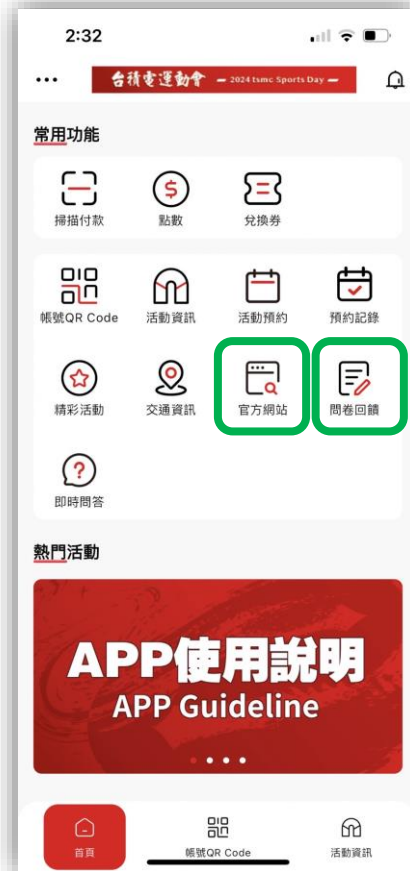 2:32
台積電運動會 — 2024 tsmc Sports Day —
常用功能
掃描付款 點數 兌換券
帳號QR Code 活動資訊 活動預約 預約記錄
精彩活動 交通資訊 官方網站 問卷回饋
即時問答
熱門活動
APP使用說明
APP Guideline
首頁 帳號QR Code 活動資訊